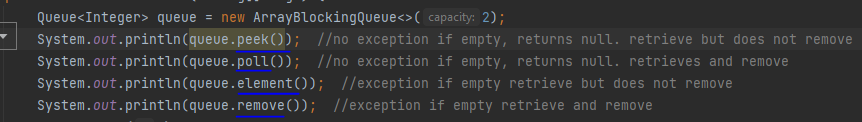 Queue<Integer> queue = new ArrayBlockingQueue<>( capacity: 2);
System.out.println(queue.peek());  //no exception if empty, returns null. retrieve but does not remove
System.out.println(queue.poll());  //no exception if empty, returns null. retrieves and remove
System.out.println(queue.element());  //exception if empty retrieve but does not remove
System.out.println(queue.remove());  //exception if empty retrieve and remove